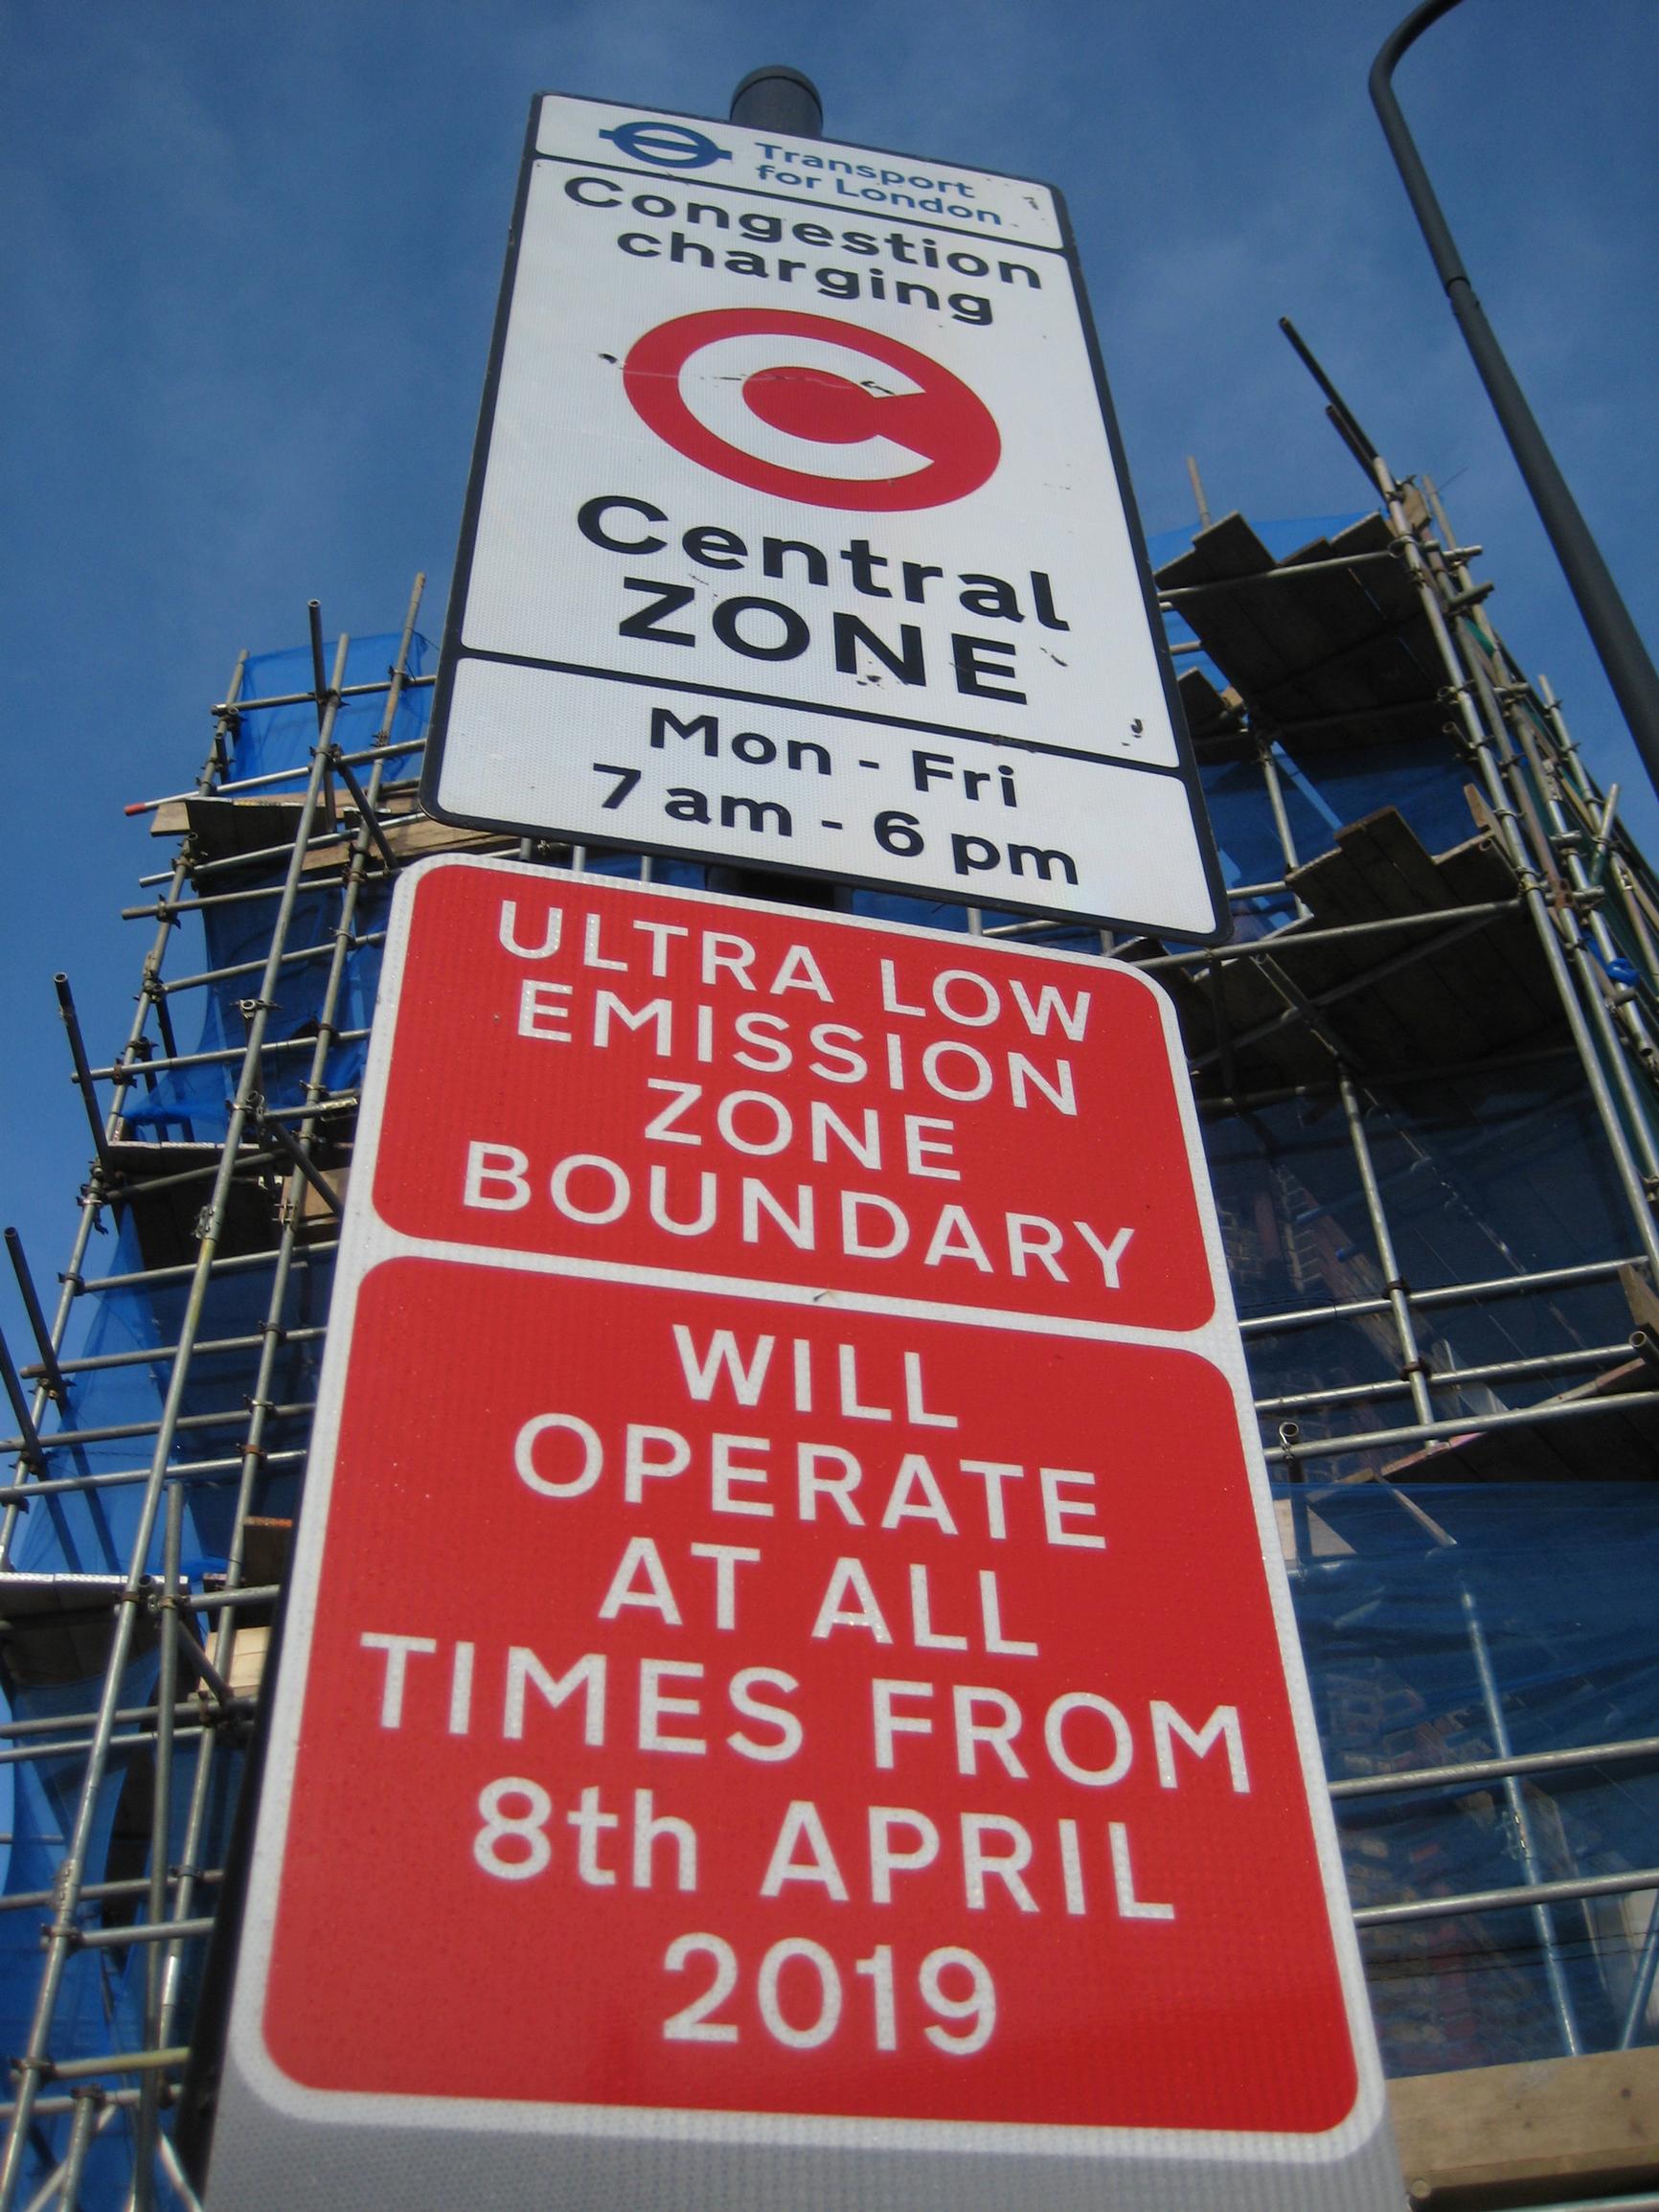 Transport
for London
Congestion
charging
C
Central
ZONE
Mon - Fri
7 am - 6 pm
ULTRA LOW
EMISSION
ZONE
BOUNDARY
WILL
OPERATE
AT ALL
TIMES FROM
8th APRIL
2019